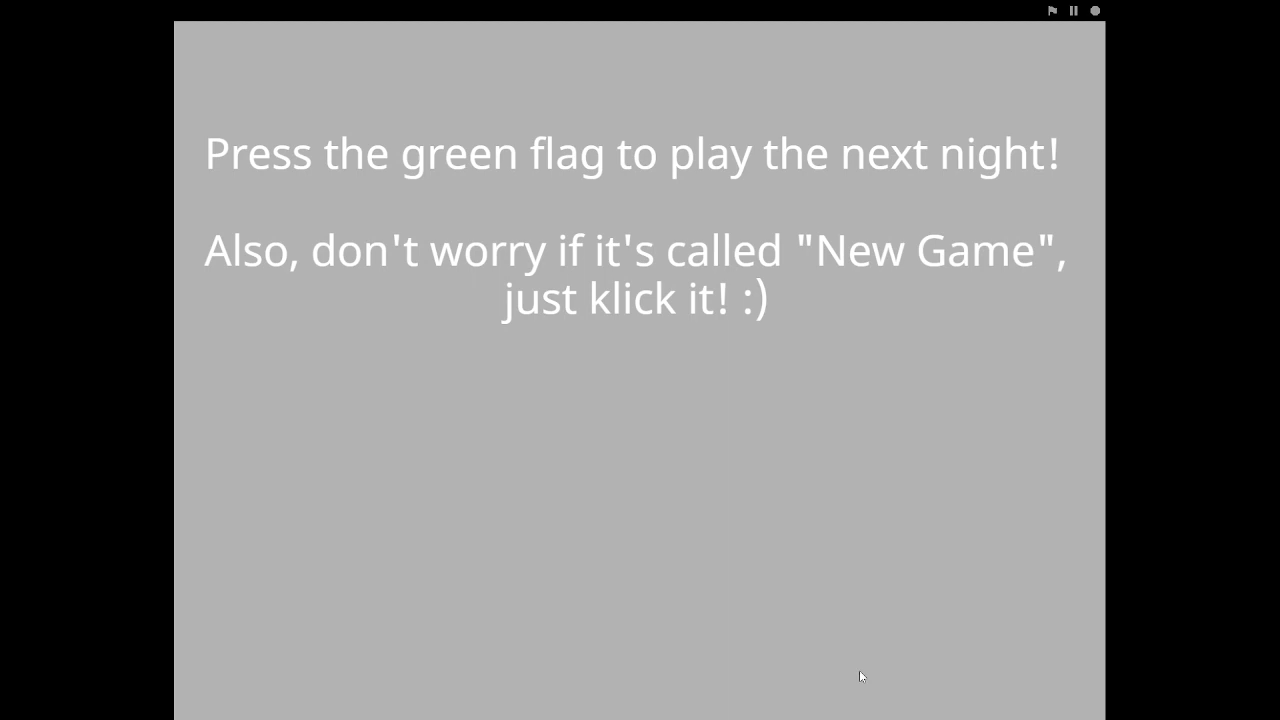 Press the green flag to play the next night!
Also, don't worry if it's called "New Game",
just klick it! :)